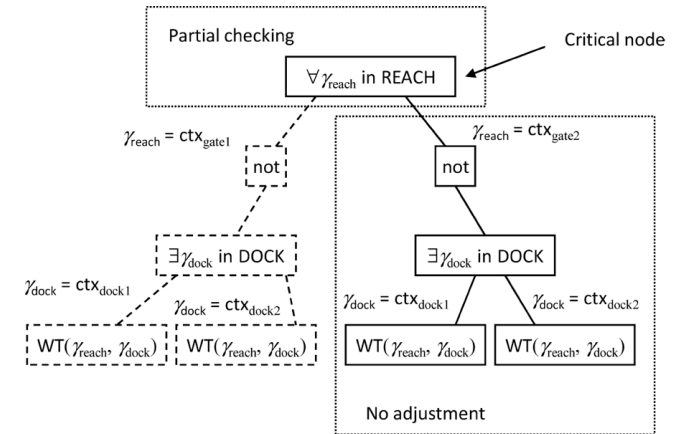 Partial checking
Critical node
∀γreach in REACH
γreach = ctxgate1
γreach = ctxgate2
not
not
∃γdock in DOCK
∃γdock in DOCK
γdock = ctxdock1
γdock = ctxdock2
γdock = ctxdock1
γdock = ctxdock2
WT(γreach, γdock)
WT(γreach, γdock)
WT(γreach, γdock)
WT(γreach, γdock)
No adjustment